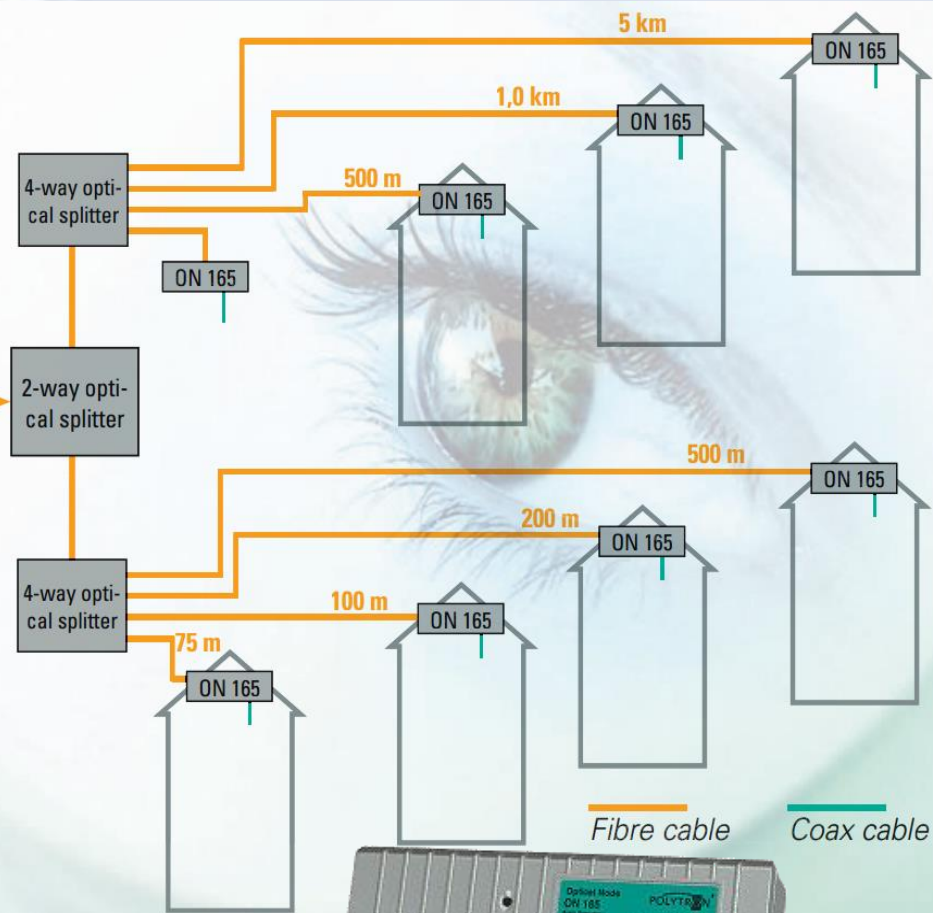 5 km
ON 165
1,0 km
ON 165
4-way opti-
cal splitter
500 m
ON 165
ON 165
2-way opti-
cal splitter
500 m
ON 165
200 m
ON 165
4-way opti-
cal splitter
100 m
ON 165
75 m
ON 165
Fibre cable
Coax cable
Optical Node
ON 165
POLYTRON